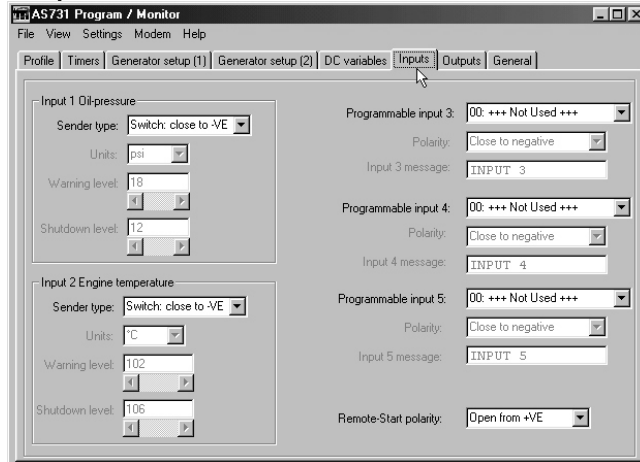 AS731 Program / Monitor
File View Settings Modem Help
Profile Timers Generator setup (1) Generator setup (2) DC variables Inputs Outputs General
Input 1 Oil-pressure
Sender type: Switch: close to -VE
Units: psi
Warning level: 18
Shutdown level: 12
Input 2 Engine temperature
Sender type: Switch: close to -VE
Units: °C
Warning level: 102
Shutdown level: 106
Programmable input 3: 00: +++ Not Used +++
Polarity: Close to negative
Input 3 message: INPUT 3
Programmable input 4: 00: +++ Not Used +++
Polarity: Close to negative
Input 4 message: INPUT 4
Programmable input 5: 00: +++ Not Used +++
Polarity: Close to negative
Input 5 message: INPUT 5
Remote-Start polarity: Open from +VE